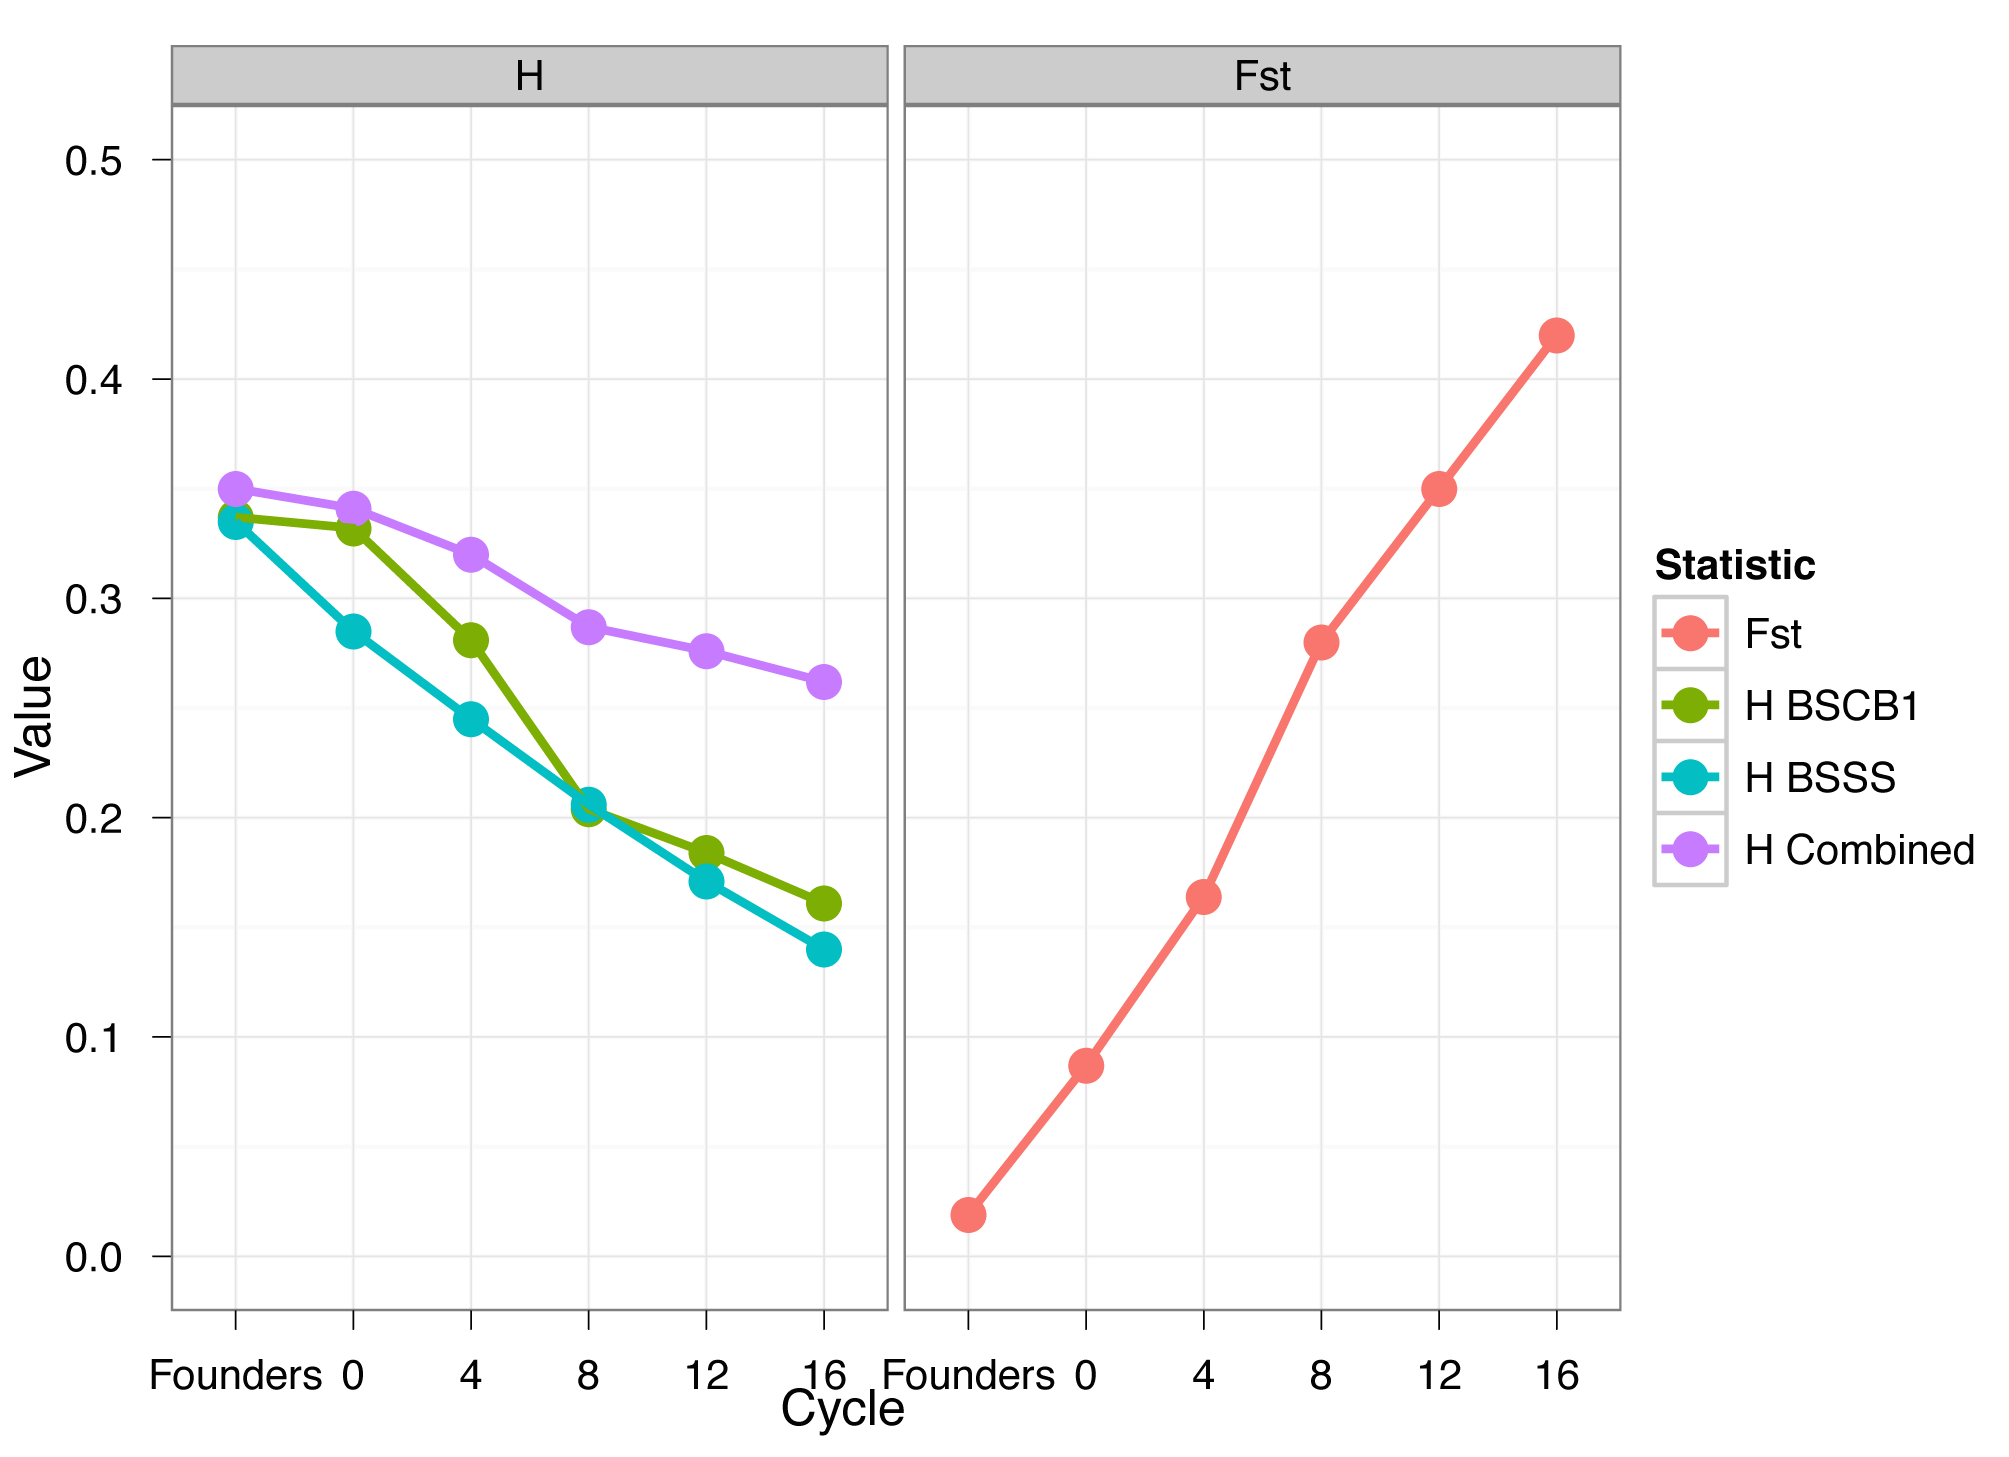 H
Fst
0.5
0.4
0.3
0.2
0.1
0.0
Value
Founders 0 4 8 12 16
Founders 0 4 8 12 16
Cycle
Statistic
Fst
H BSCB1
H BSSS
H Combined